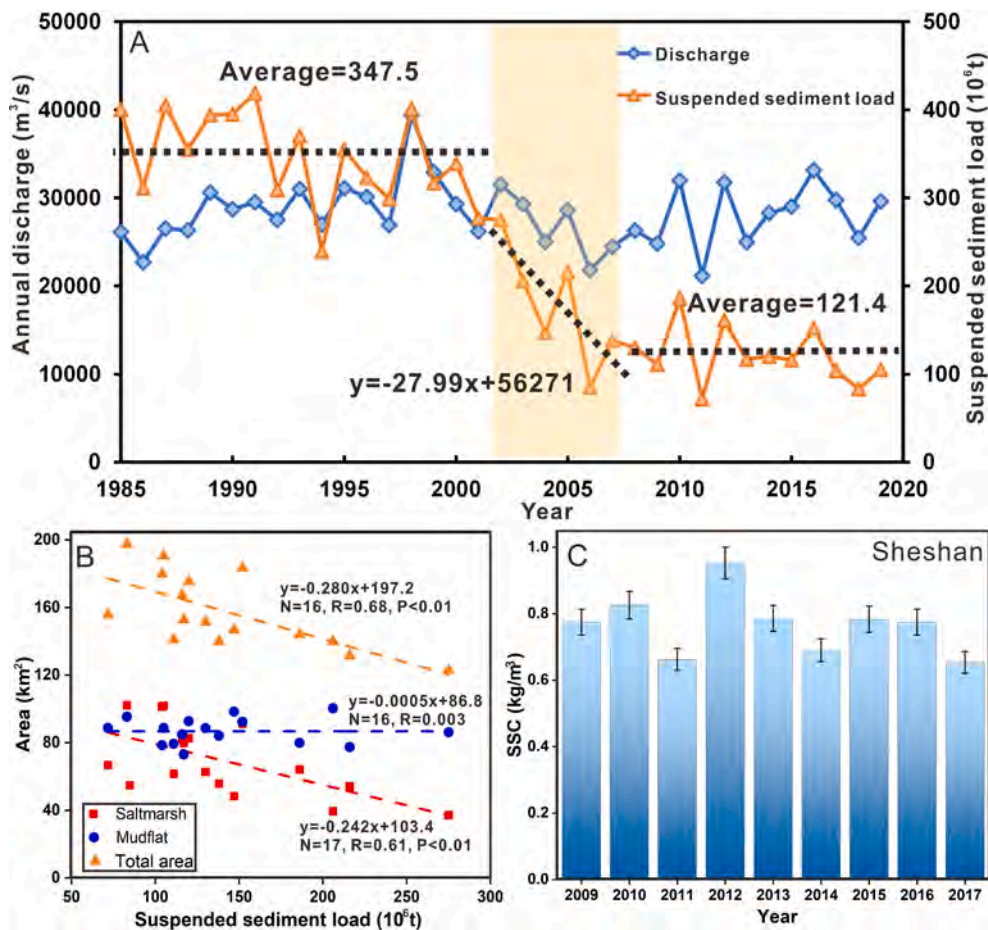 A
Average=347.5
Discharge
Suspended sediment load
Average=121.4
y=-27.99x+56271
Annual discharge (m³/s)
50000
40000
30000
20000
10000
0
Suspended sediment load (10⁶t)
500
400
300
200
100
0
1985 1990 1995 2000 2005 2010 2015 2020
Year
B
y=-0.280x+197.2
N=16, R=0.68, P<0.01
y=-0.0005x+86.8
N=16, R=0.003
y=-0.242x+103.4
N=17, R=0.61, P<0.01
Saltmarsh
Mudflat
Total area
Area (km²)
200
160
120
80
40
0
50 100 150 200 250 300
Suspended sediment load (10⁶t)
C
Sheshan
SSC (kg/m³)
1.0
0.8
0.6
0.4
0.2
0.0
2009 2010 2011 2012 2013 2014 2015 2016 2017
Year